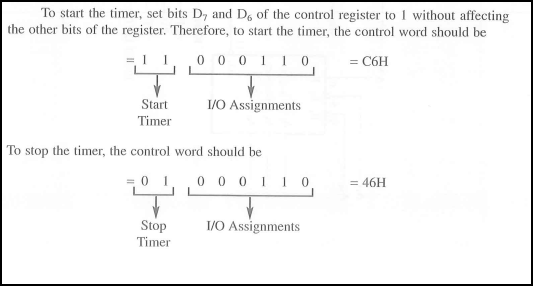 To start the timer, set bits D₇ and D₆ of the control register to 1 without affecting
the other bits of the register. Therefore, to start the timer, the control word should be
= 1 1 0 0 0 1 1 0 = C6H
Start I/O Assignments
Timer
To stop the timer, the control word should be
= 0 1 0 0 0 1 1 0 = 46H
Stop I/O Assignments
Timer